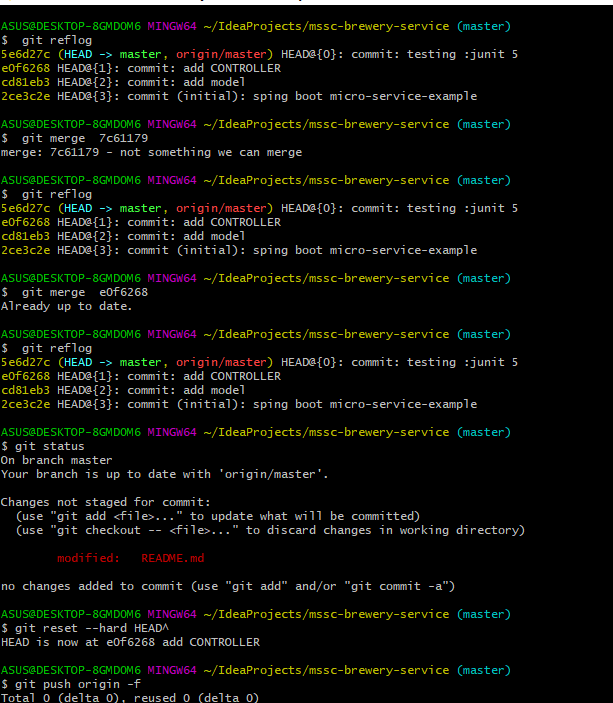 ASUS@DESKTOP-8GMDOM6 MINGW64 ~/IdeaProjects/mssc-brewery-service (master)
$  git reflog
5e6d27c (HEAD -> master, origin/master) HEAD@{0}: commit: testing :junit 5
e0f6268 HEAD@{1}: commit: add CONTROLLER
cd81eb3 HEAD@{2}: commit: add model
2ce3c2e HEAD@{3}: commit (initial): sping boot micro-service-example
ASUS@DESKTOP-8GMDOM6 MINGW64 ~/IdeaProjects/mssc-brewery-service (master)
$  git merge  7c61179
merge: 7c61179 - not something we can merge
ASUS@DESKTOP-8GMDOM6 MINGW64 ~/IdeaProjects/mssc-brewery-service (master)
$  git reflog
5e6d27c (HEAD -> master, origin/master) HEAD@{0}: commit: testing :junit 5
e0f6268 HEAD@{1}: commit: add CONTROLLER
cd81eb3 HEAD@{2}: commit: add model
2ce3c2e HEAD@{3}: commit (initial): sping boot micro-service-example
ASUS@DESKTOP-8GMDOM6 MINGW64 ~/IdeaProjects/mssc-brewery-service (master)
$  git merge  e0f6268
Already up to date.
ASUS@DESKTOP-8GMDOM6 MINGW64 ~/IdeaProjects/mssc-brewery-service (master)
$  git reflog
5e6d27c (HEAD -> master, origin/master) HEAD@{0}: commit: testing :junit 5
e0f6268 HEAD@{1}: commit: add CONTROLLER
cd81eb3 HEAD@{2}: commit: add model
2ce3c2e HEAD@{3}: commit (initial): sping boot micro-service-example
ASUS@DESKTOP-8GMDOM6 MINGW64 ~/IdeaProjects/mssc-brewery-service (master)
$ git status
On branch master
Your branch is up to date with 'origin/master'.
Changes not staged for commit:
  (use "git add <file>..." to update what will be committed)
  (use "git checkout -- <file>..." to discard changes in working directory)
        modified:   README.md
no changes added to commit (use "git add" and/or "git commit -a")
ASUS@DESKTOP-8GMDOM6 MINGW64 ~/IdeaProjects/mssc-brewery-service (master)
$ git reset --hard HEAD^
HEAD is now at e0f6268 add CONTROLLER
ASUS@DESKTOP-8GMDOM6 MINGW64 ~/IdeaProjects/mssc-brewery-service (master)
$ git push origin -f
Total 0 (delta 0), reused 0 (delta 0)